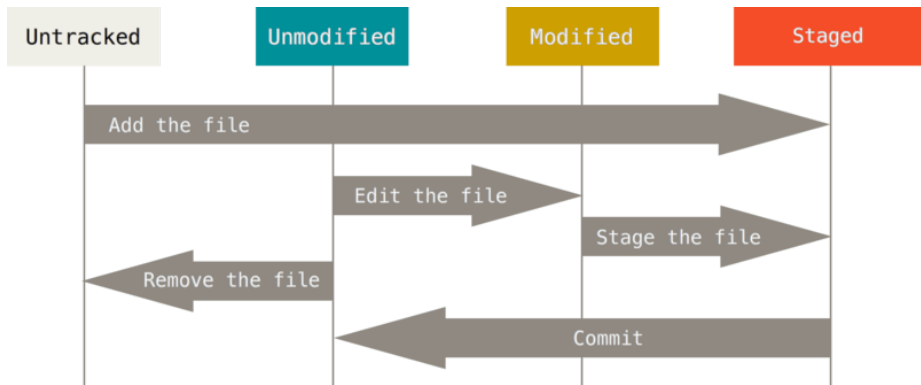 Untracked
Unmodified
Modified
Staged
Add the file
Edit the file
Stage the file
Remove the file
Commit